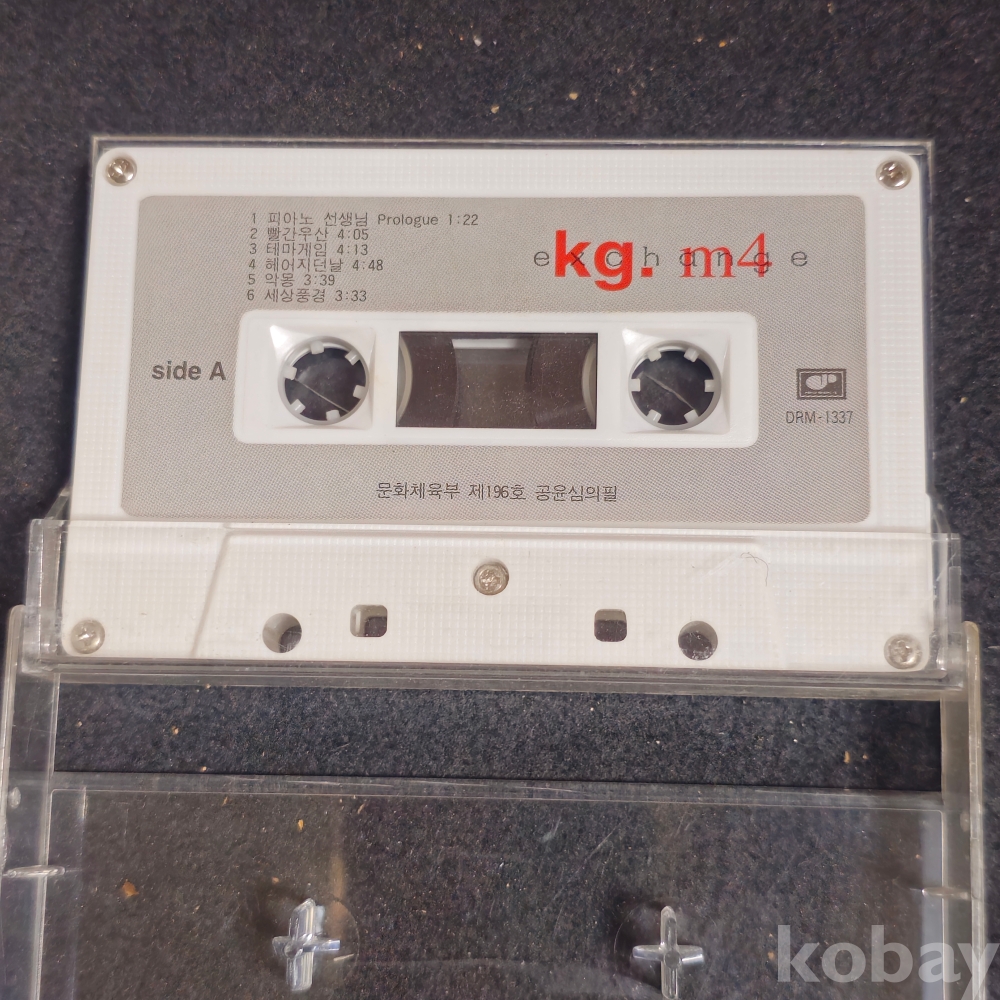 1 피아노 선생님 Prologue 1:22
2 빨간우산 4:05
3 테마게임 4:13
4 헤어지던날 4:48
5 악몽 3:39
6 세상풍경 3:33
exchange
kg. m4
side A
DRM-1337
문화체육부 제196호 공윤심의필
kobay